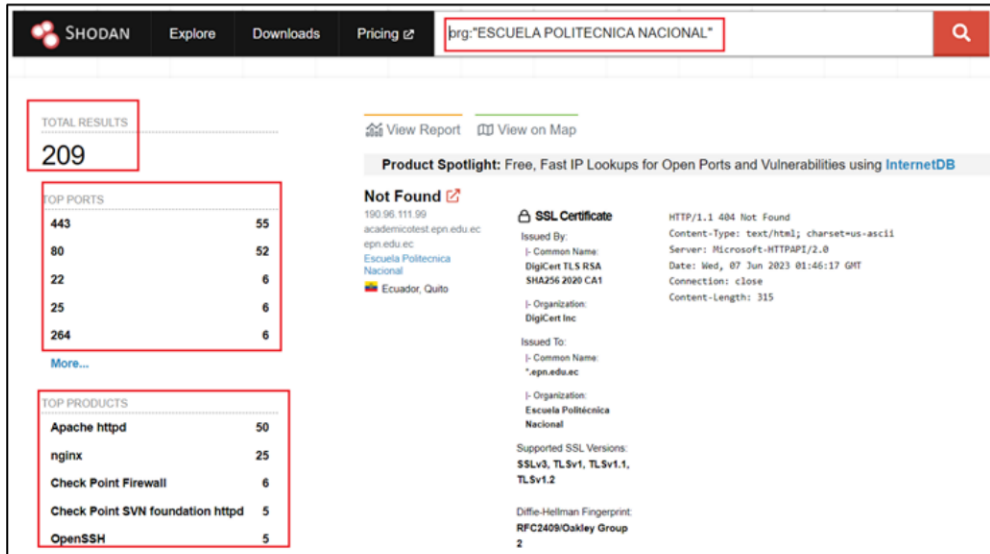 SHODAN Explore Downloads Pricing org:"ESCUELA POLITECNICA NACIONAL"
TOTAL RESULTS
209
TOP PORTS
443 55
80 52
22 6
25 6
264 6
More...
TOP PRODUCTS
Apache httpd 50
nginx 25
Check Point Firewall 6
Check Point SVN foundation httpd 5
OpenSSH 5
View Report View on Map
Product Spotlight: Free, Fast IP Lookups for Open Ports and Vulnerabilities using InternetDB
Not Found
190.96.111.99
academicotest.epn.edu.ec
epn.edu.ec
Escuela Politecnica
Nacional
Ecuador, Quito
SSL Certificate
Issued By:
|- Common Name:
DigiCert TLS RSA
SHA256 2020 CA1
|- Organization:
DigiCert Inc
Issued To:
|- Common Name:
*.epn.edu.ec
|- Organization:
Escuela Politécnica
Nacional
Supported SSL Versions:
SSLv3, TLSv1, TLSv1.1,
TLSv1.2
Diffie-Hellman Fingerprint:
RFC2409/Oakley Group
2
HTTP/1.1 404 Not Found
Content-Type: text/html; charset=us-ascii
Server: Microsoft-HTTPAPI/2.0
Date: Wed, 07 Jun 2023 01:46:17 GMT
Connection: close
Content-Length: 315